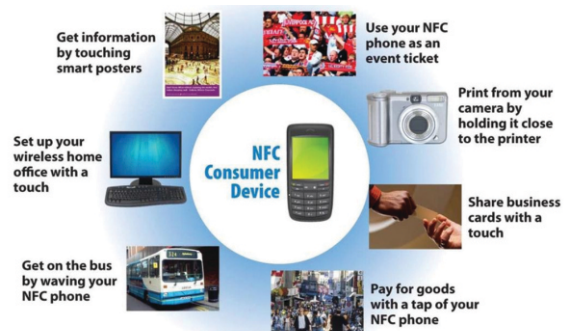 Get information
by touching
smart posters
Use your NFC
phone as an
event ticket
Print from your
camera by
holding it close
to the printer
Set up your
wireless home
office with a
touch
NFC
Consumer
Device
Share business
cards with a
touch
Get on the bus
by waving your
NFC phone
Pay for goods
with a tap of your
NFC phone